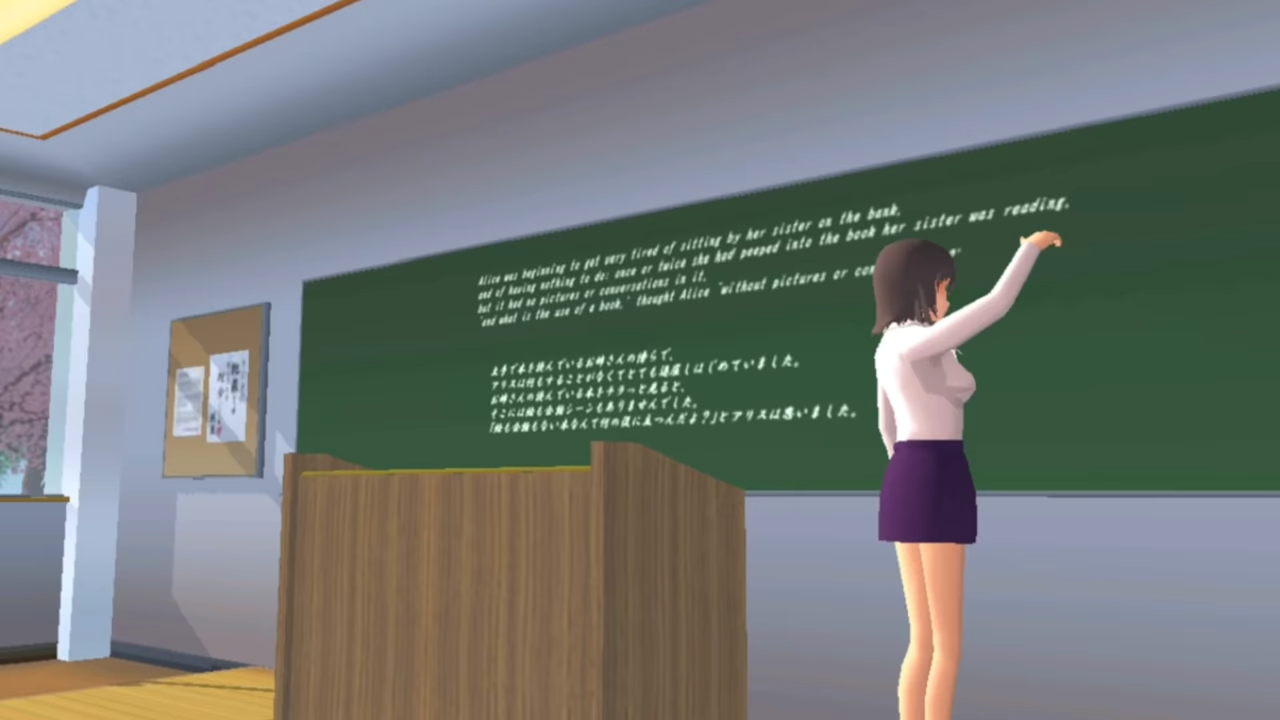 Alice was beginning to get very tired of sitting by her sister on the bank,
and of having nothing to do: once or twice she had peeped into the book her sister was reading,
but it had no pictures or conversations in it,
"and what is the use of a book," thought Alice "without pictures or con
土手で本を読んでいるお姉さんの傍らで、
アリスは何もすることがなくてとても退屈しはじめていました。
お姉さんの読んでいる本をチラっと見ると、
そこには絵も会話シーンもありませんでした。
「絵も会話もない本なんて何の役に立つんだよ?」とアリスは思いました。